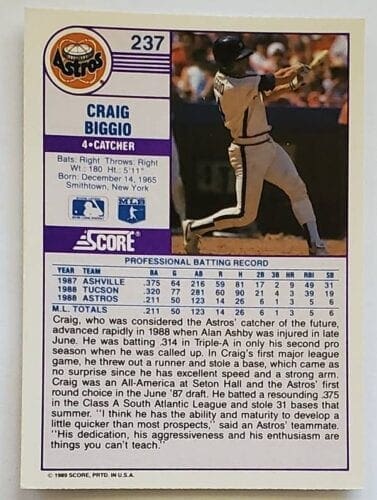 Astros
237
CRAIG
BIGGIO
4•CATCHER
Bats: Right Throws: Right
Wt.: 180 Ht.: 5'11"
Born: December 14, 1965
Smithtown, New York
MLB
SCORE
PROFESSIONAL BATTING RECORD
YEAR TEAM BA G AB R H 2B 3B HR RBI SB
1987 ASHVILLE .375 64 216 59 81 17 2 9 49 31
1988 TUCSON .320 77 281 60 90 21 4 3 39 19
1988 ASTROS .211 50 123 14 26 6 1 3 5 6
M.L. TOTALS .211 50 123 14 26 6 1 3 5 6
Craig, who was considered the Astros' catcher of the future,
advanced rapidly in 1988 when Alan Ashby was injured in late
June. He was batting .314 in Triple-A in only his second pro
season when he was called up. In Craig's first major league
game, he threw out a runner and stole a base, which came as
no surprise since he has excellent speed and a strong arm.
Craig was an All-America at Seton Hall and the Astros' first
round choice in the June '87 draft. He batted a resounding .375
in the Class A South Atlantic League and stole 31 bases that
summer. "I think he has the ability and maturity to develop a
little quicker than most prospects," said an Astros' teammate.
"His dedication, his aggressiveness and his enthusiasm are
things you can't teach."
© 1989 SCORE, PRTD. IN U.S.A.